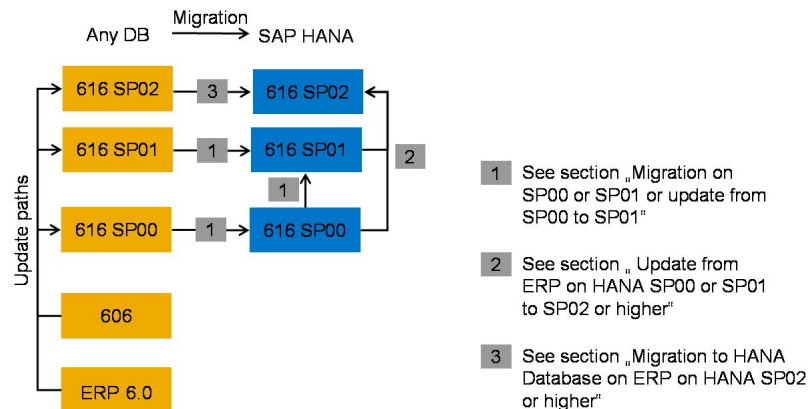 Migration
Any DB
SAP HANA
616 SP02
3
616 SP02
616 SP01
1
616 SP01
2
1
616 SP00
1
616 SP00
606
ERP 6.0
Update paths
1 See section „Migration on
SP00 or SP01 or update from
SP00 to SP01“
2 See section „ Update from
ERP on HANA SP00 or SP01
to SP02 or higher“
3 See section „Migration to HANA
Database on ERP on HANA SP02
or higher“